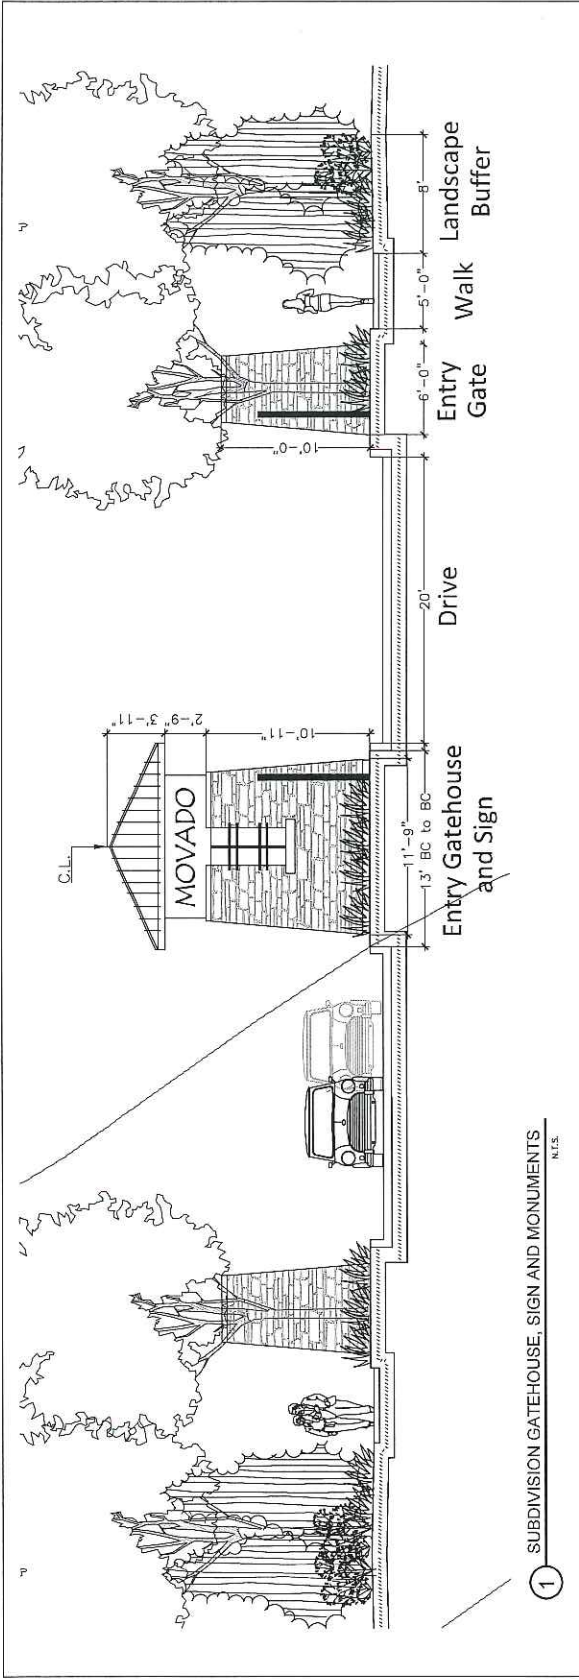 C.L.
MOVADO
3'-11"
2'-9"
10'-11"
10'-0"
11'-9"
13' BC to BC
20'
6'-0"
5'-0"
8'
Entry Gatehouse
and Sign
Drive
Entry
Gate
Walk
Landscape
Buffer
1
SUBDIVISION GATEHOUSE, SIGN AND MONUMENTS
N.T.S.